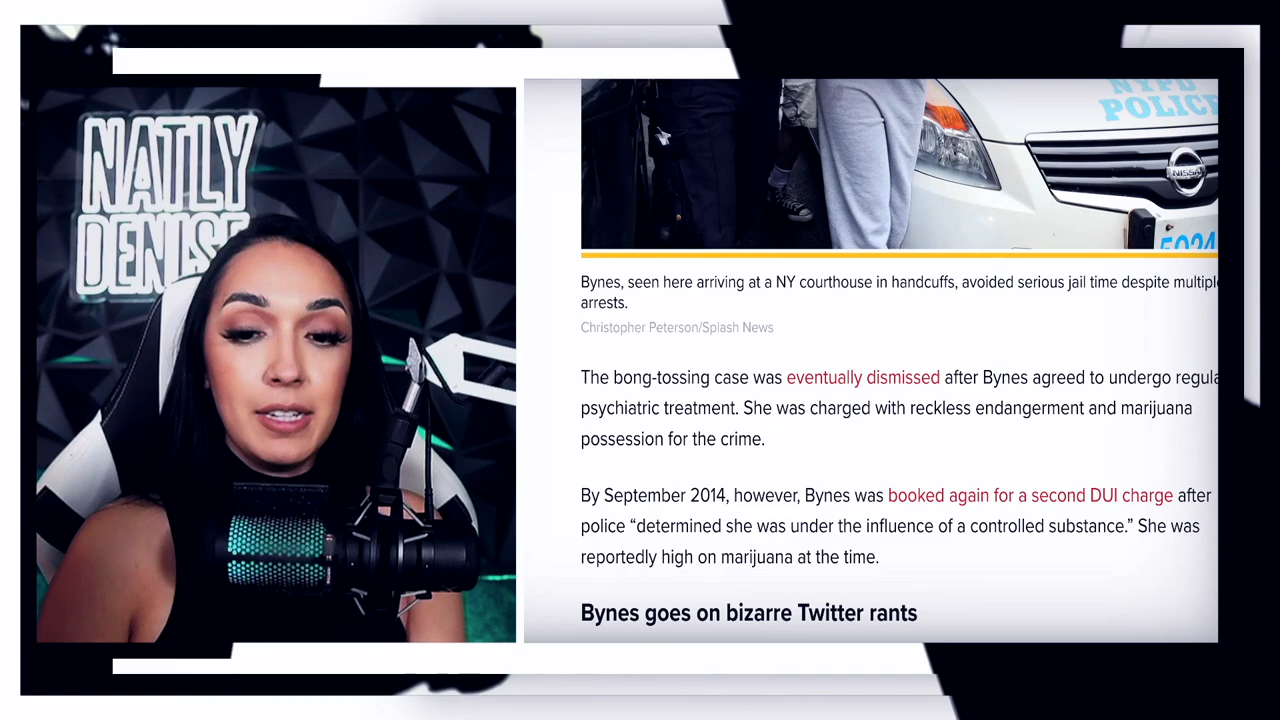 NATLY
DENISE
NYPD
POLICE
NISSAN
5024
Bynes, seen here arriving at a NY courthouse in handcuffs, avoided serious jail time despite multiple
arrests.
Christopher Peterson/Splash News
The bong-tossing case was eventually dismissed after Bynes agreed to undergo regula
psychiatric treatment. She was charged with reckless endangerment and marijuana
possession for the crime.
By September 2014, however, Bynes was booked again for a second DUI charge after
police “determined she was under the influence of a controlled substance.” She was
reportedly high on marijuana at the time.
Bynes goes on bizarre Twitter rants